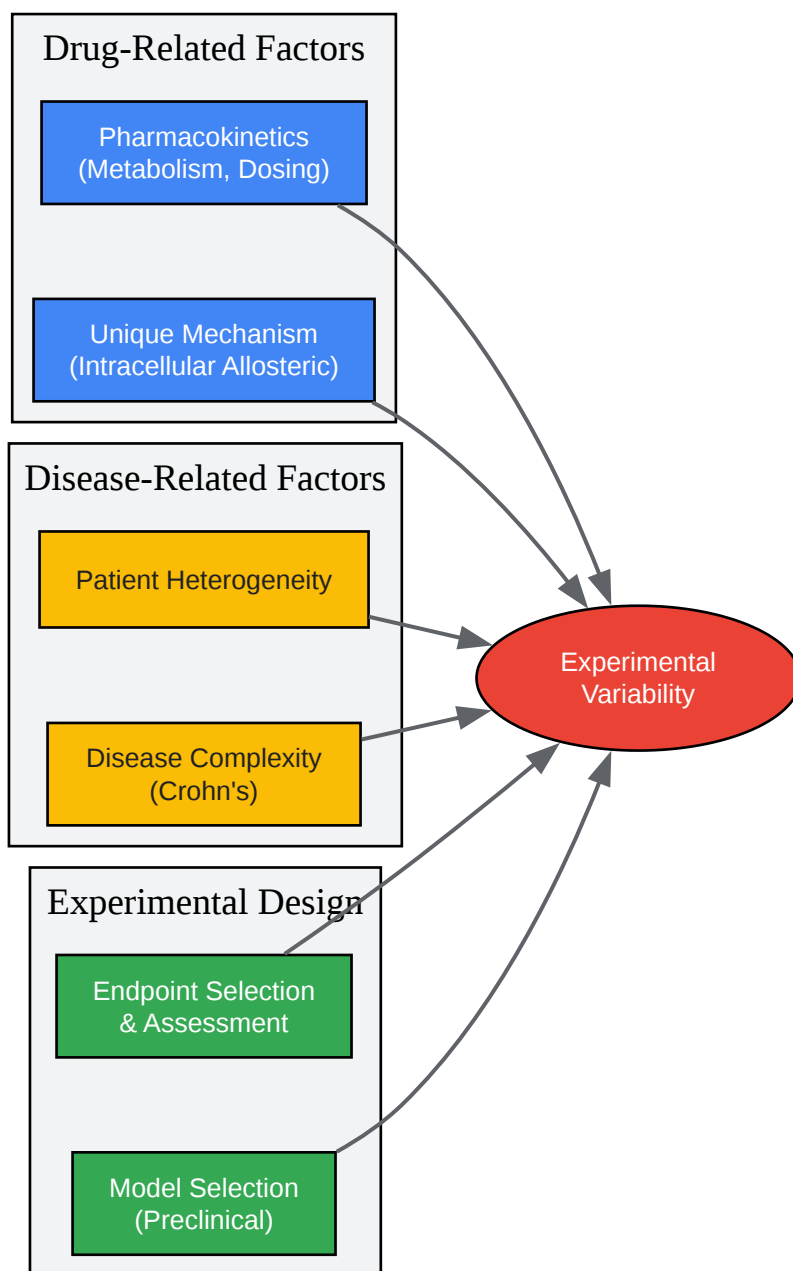 Drug-Related Factors
Pharmacokinetics
(Metabolism, Dosing)
Unique Mechanism
(Intracellular Allosteric)
Disease-Related Factors
Patient Heterogeneity
Disease Complexity
(Crohn's)
Experimental Design
Endpoint Selection
& Assessment
Model Selection
(Preclinical)
Experimental
Variability